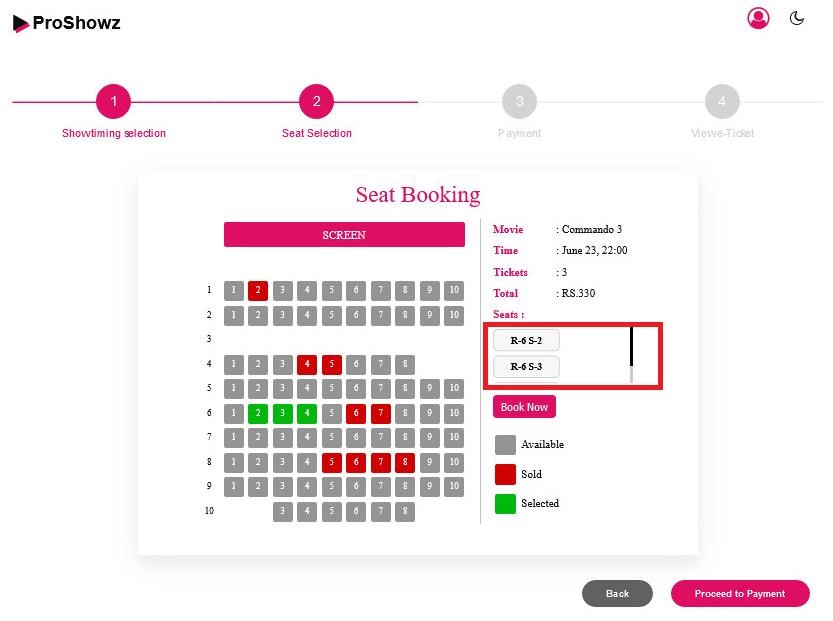 ProShowz
1 2 3 4
Showtiming selection Seat Selection Payment Viewe-Ticket
Seat Booking
SCREEN
1 1 2 3 4 5 6 7 8 9 10
2 1 2 3 4 5 6 7 8 9 10
3
4 1 2 3 4 5 6 7 8
5 1 2 3 4 5 6 7 8 9 10
6 1 2 3 4 5 6 7 8 9 10
7 1 2 3 4 5 6 7 8 9 10
8 1 2 3 4 5 6 7 8 9 10
9 1 2 3 4 5 6 7 8 9 10
10 3 4 5 6 7 8
Movie : Commando 3
Time : June 23, 22:00
Tickets : 3
Total : RS.330
Seats :
R-6 S-2
R-6 S-3
Book Now
Available
Sold
Selected
Back Proceed to Payment